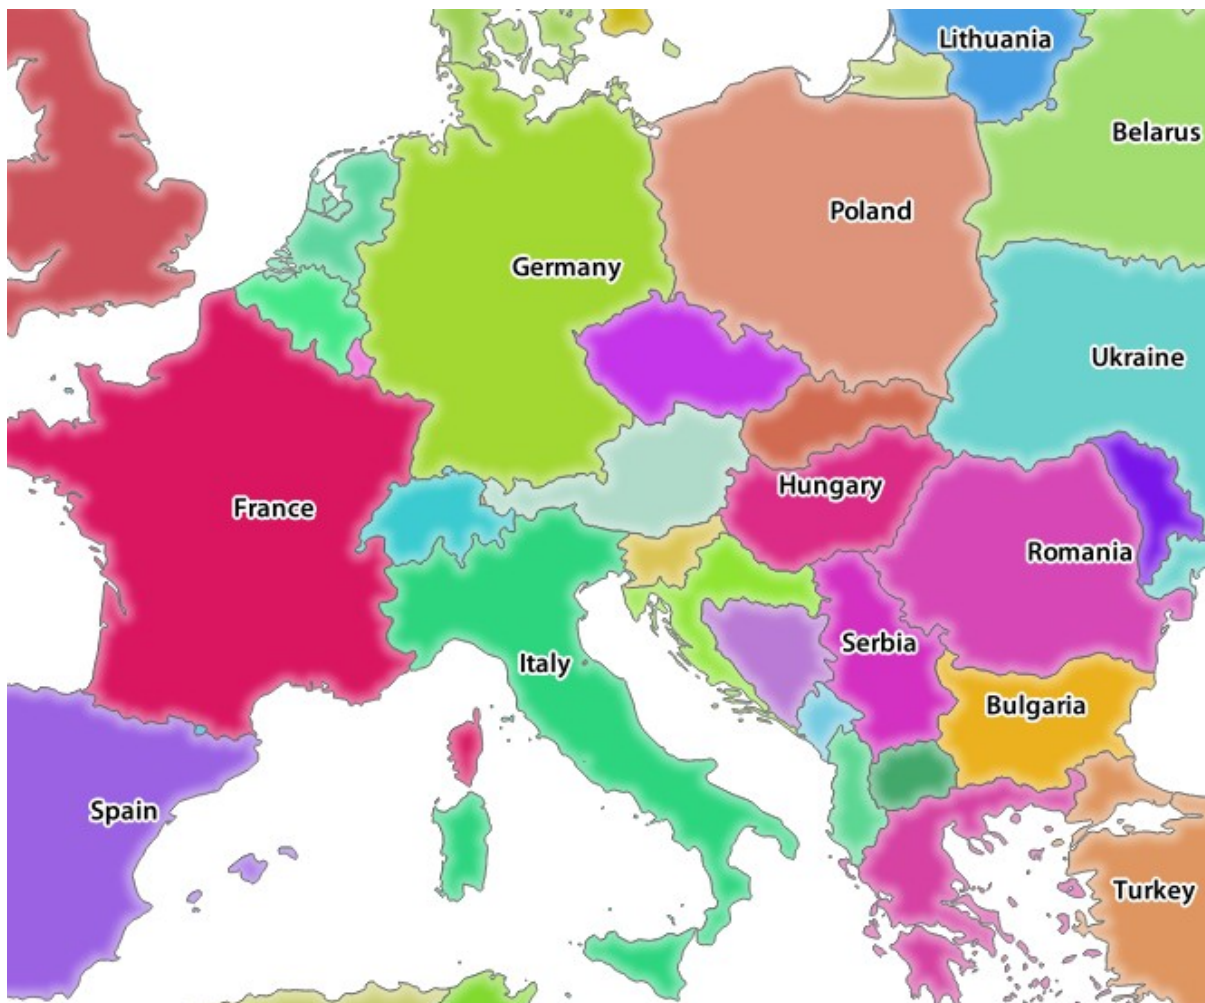 Lithuania
Belarus
Poland
Germany
Ukraine
Hungary
France
Romania
Serbia
Italy
Bulgaria
Spain
Turkey